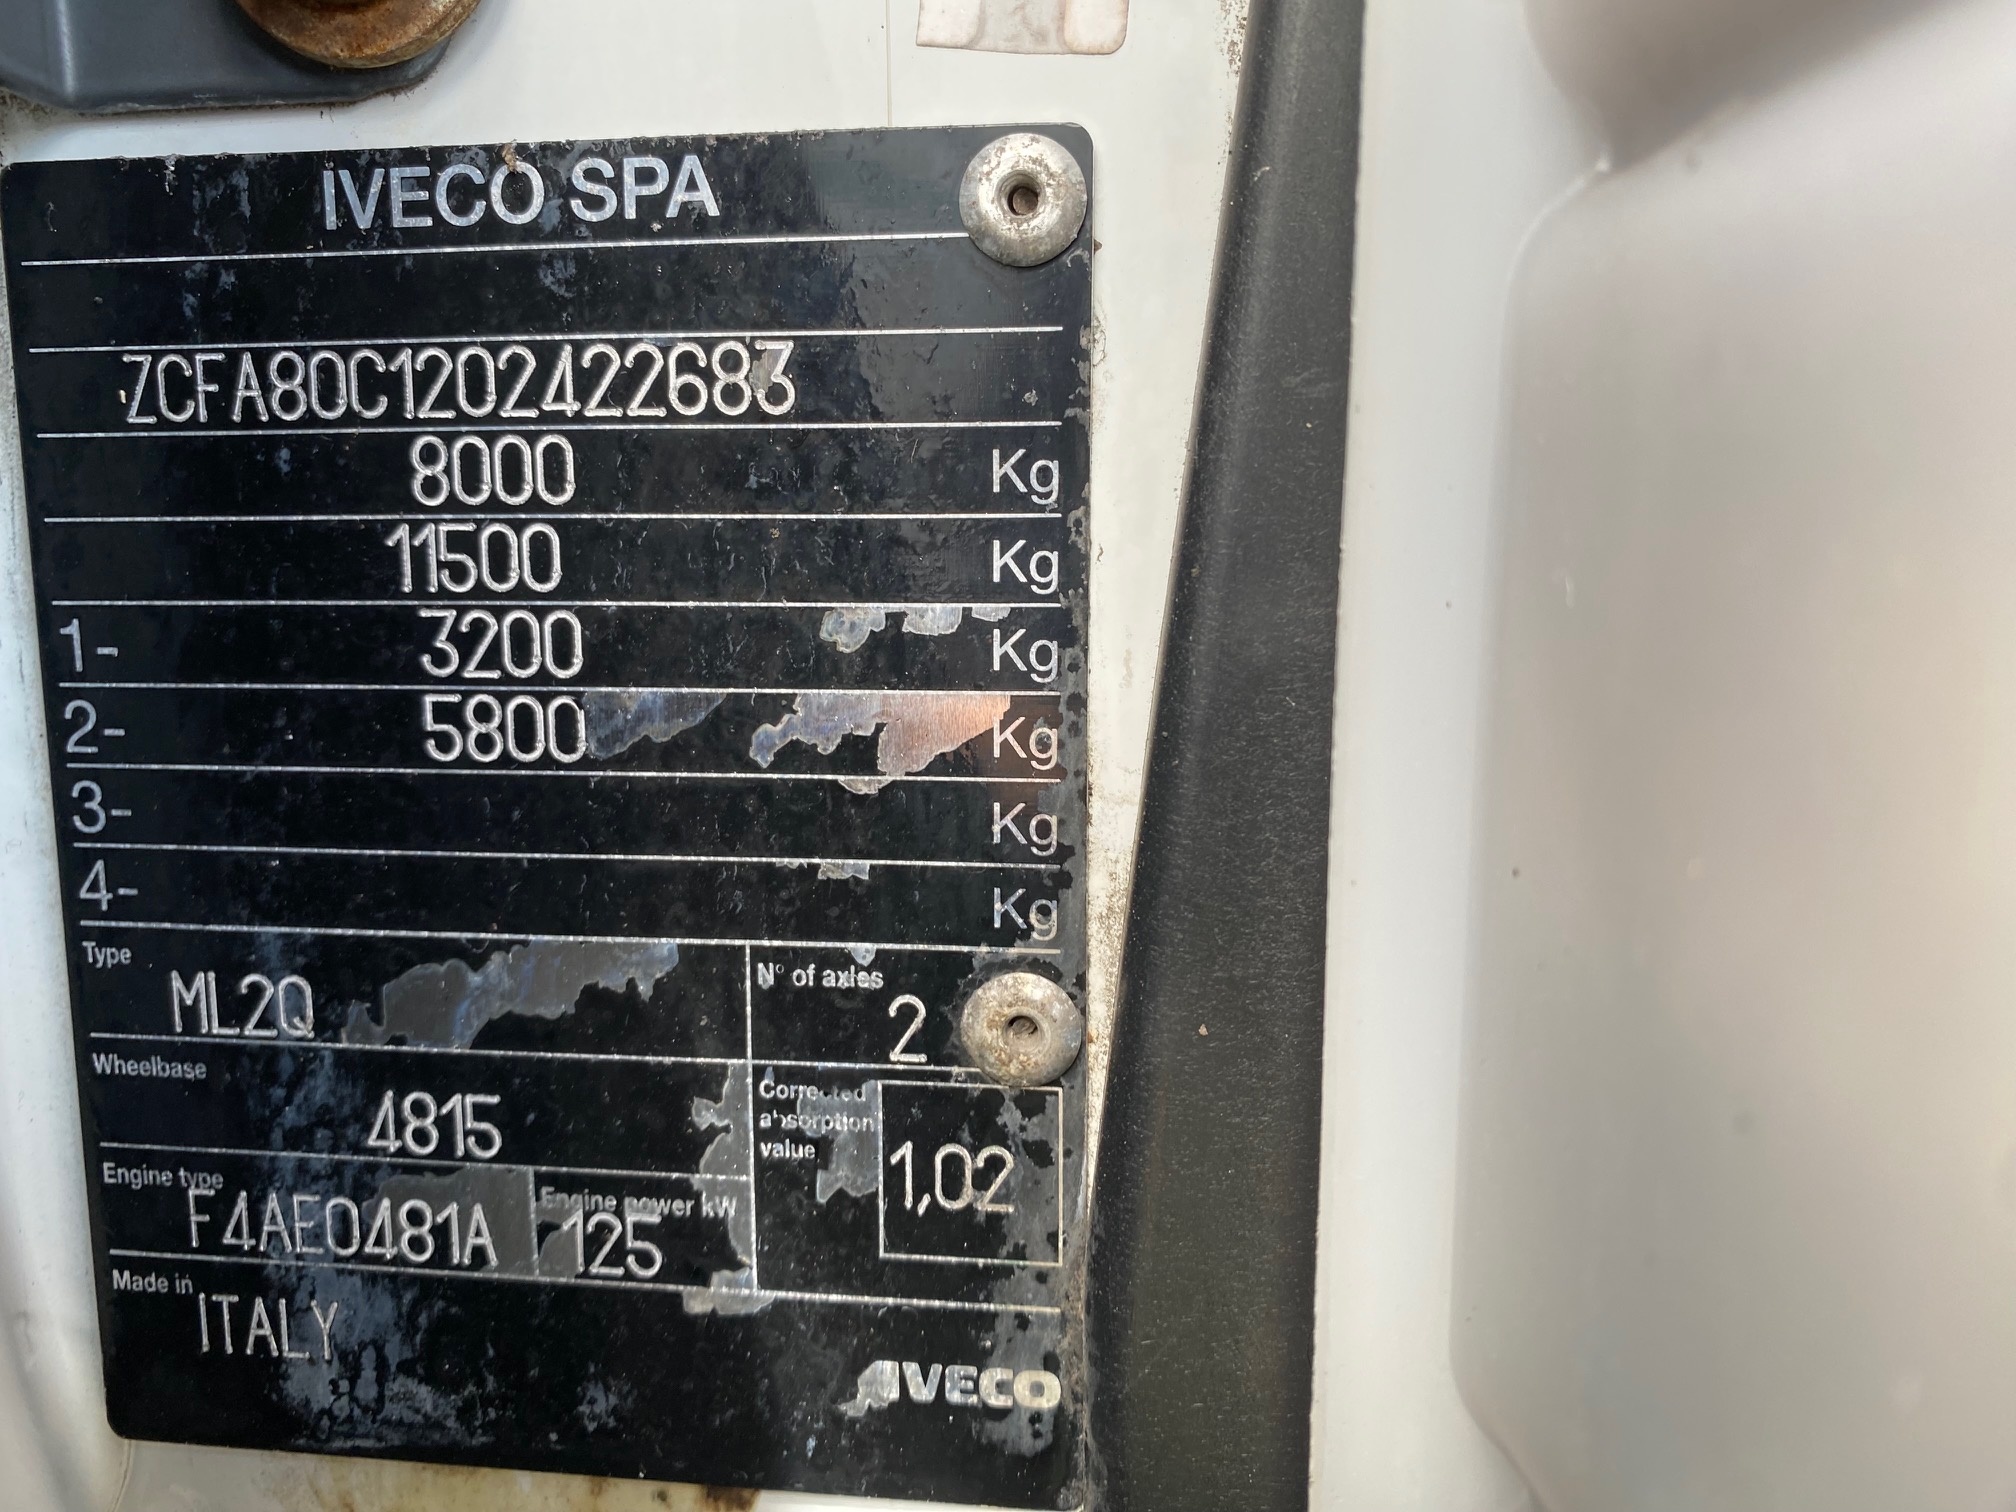 IVECO SPA
ZCFA80C1202422683
8000 Kg
11500 Kg
1- 3200 Kg
2- 5800 Kg
3- Kg
4- Kg
Type
ML2Q
N° of axles
2
Wheelbase
4815
Corrected
absorption
value
1,02
Engine type
F4AE0481A
Engine power kW
125
Made in
ITALY
IVECO